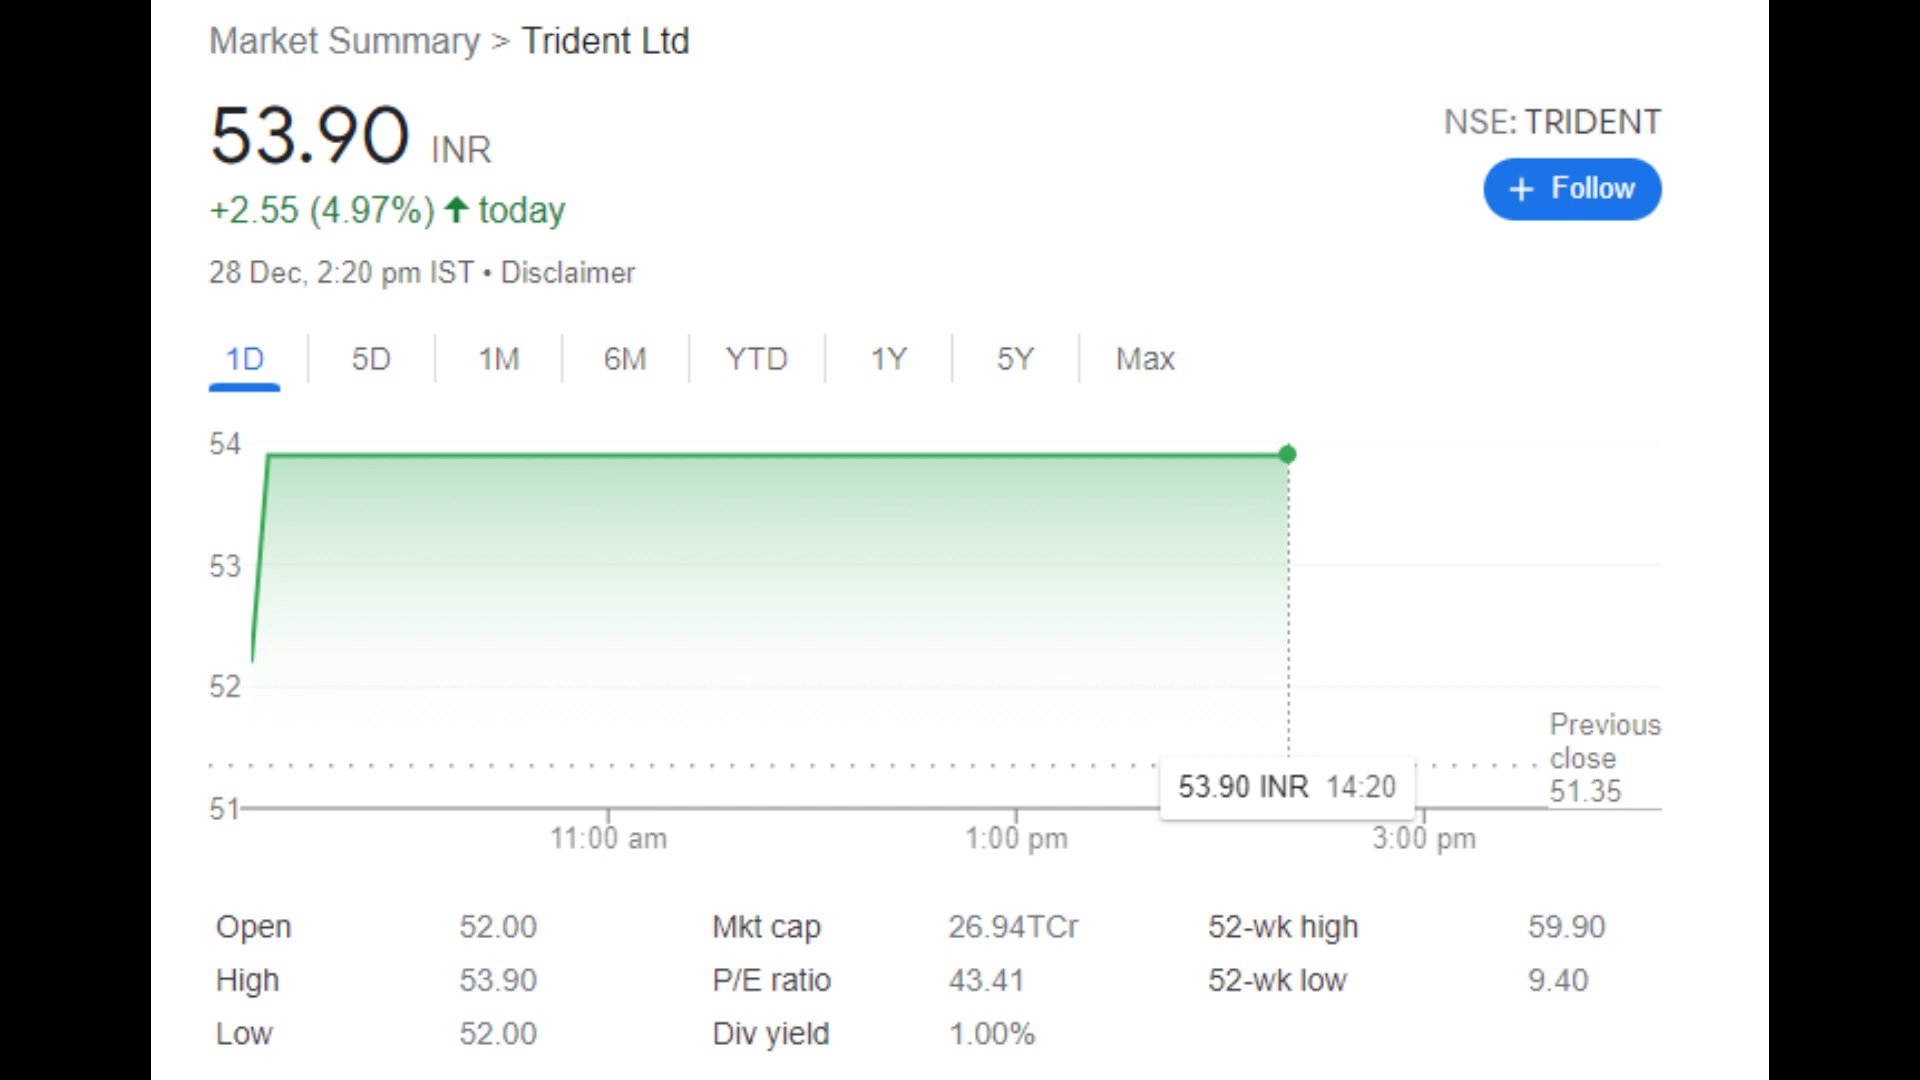 Market Summary > Trident Ltd
53.90 INR
NSE: TRIDENT
+ Follow
+2.55 (4.97%) ↑ today
28 Dec, 2:20 pm IST • Disclaimer
1D 5D 1M 6M YTD 1Y 5Y Max
54
53
52
51
Previous
close
51.35
53.90 INR 14:20
11:00 am 1:00 pm 3:00 pm
Open 52.00 Mkt cap 26.94TCr 52-wk high 59.90
High 53.90 P/E ratio 43.41 52-wk low 9.40
Low 52.00 Div yield 1.00%